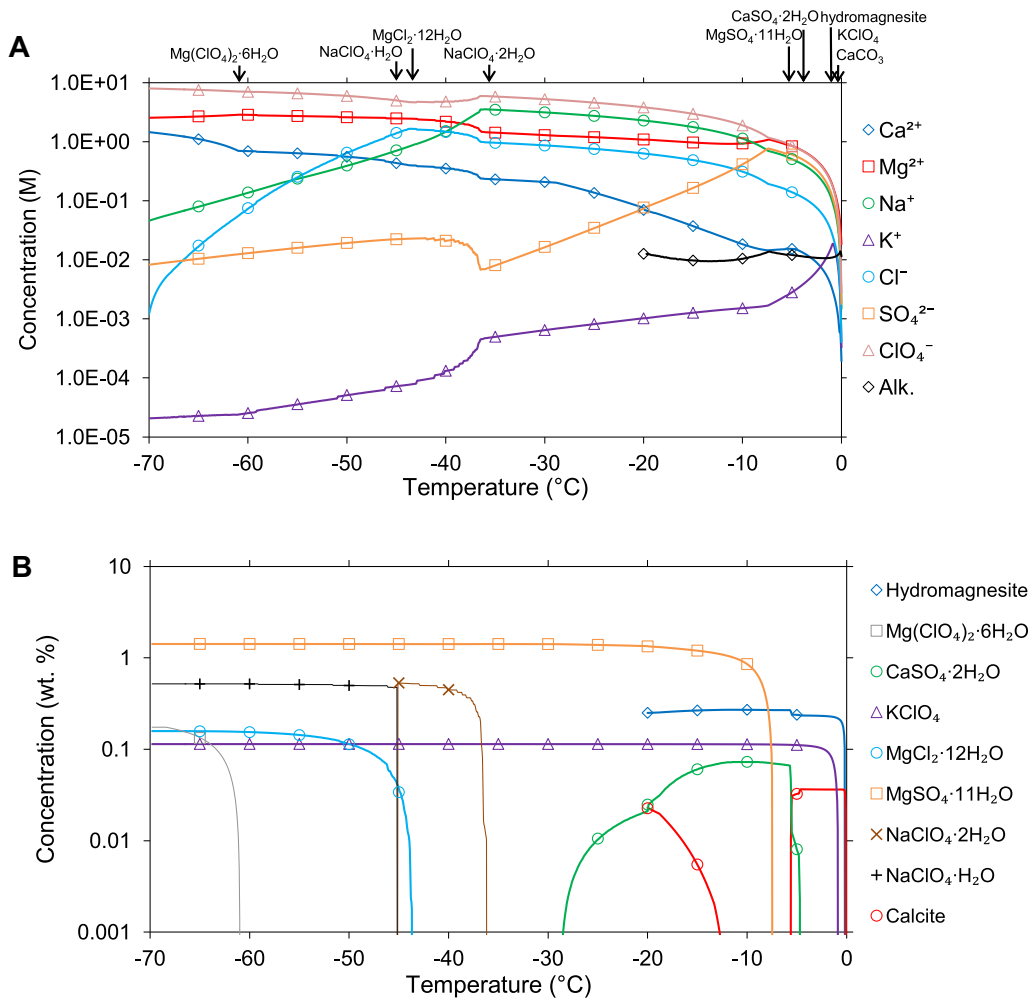 A
CaSO₄·2H₂O hydromagnesite
MgCl₂·12H₂O MgSO₄·11H₂O KClO₄
Mg(ClO₄)₂·6H₂O NaClO₄·H₂O NaClO₄·2H₂O CaCO₃
1.0E+01
1.0E+00
1.0E-01
1.0E-02
1.0E-03
1.0E-04
1.0E-05
Concentration (M)
-70 -60 -50 -40 -30 -20 -10 0
Temperature (°C)
Ca²⁺
Mg²⁺
Na⁺
K⁺
Cl⁻
SO₄²⁻
ClO₄⁻
Alk.
B
10
1
0.1
0.01
0.001
Concentration (wt. %)
-70 -60 -50 -40 -30 -20 -10 0
Temperature (°C)
Hydromagnesite
Mg(ClO₄)₂·6H₂O
CaSO₄·2H₂O
KClO₄
MgCl₂·12H₂O
MgSO₄·11H₂O
NaClO₄·2H₂O
NaClO₄·H₂O
Calcite